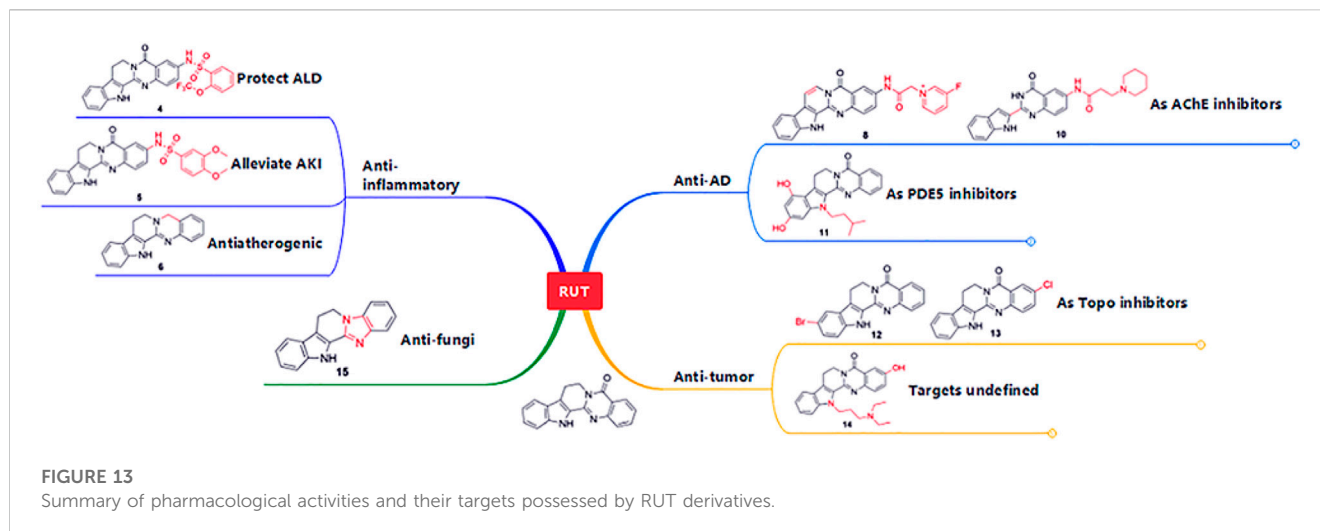 Protect ALD
4
Alleviate AKI
5
Antiatherogenic
6
Anti-
inflammatory
Anti-fungi
15
RUT
Anti-AD
As AChE inhibitors
8
10
As PDE5 inhibitors
11
Anti-tumor
As Topo inhibitors
12
13
Targets undefined
14
FIGURE 13
Summary of pharmacological activities and their targets possessed by RUT derivatives.